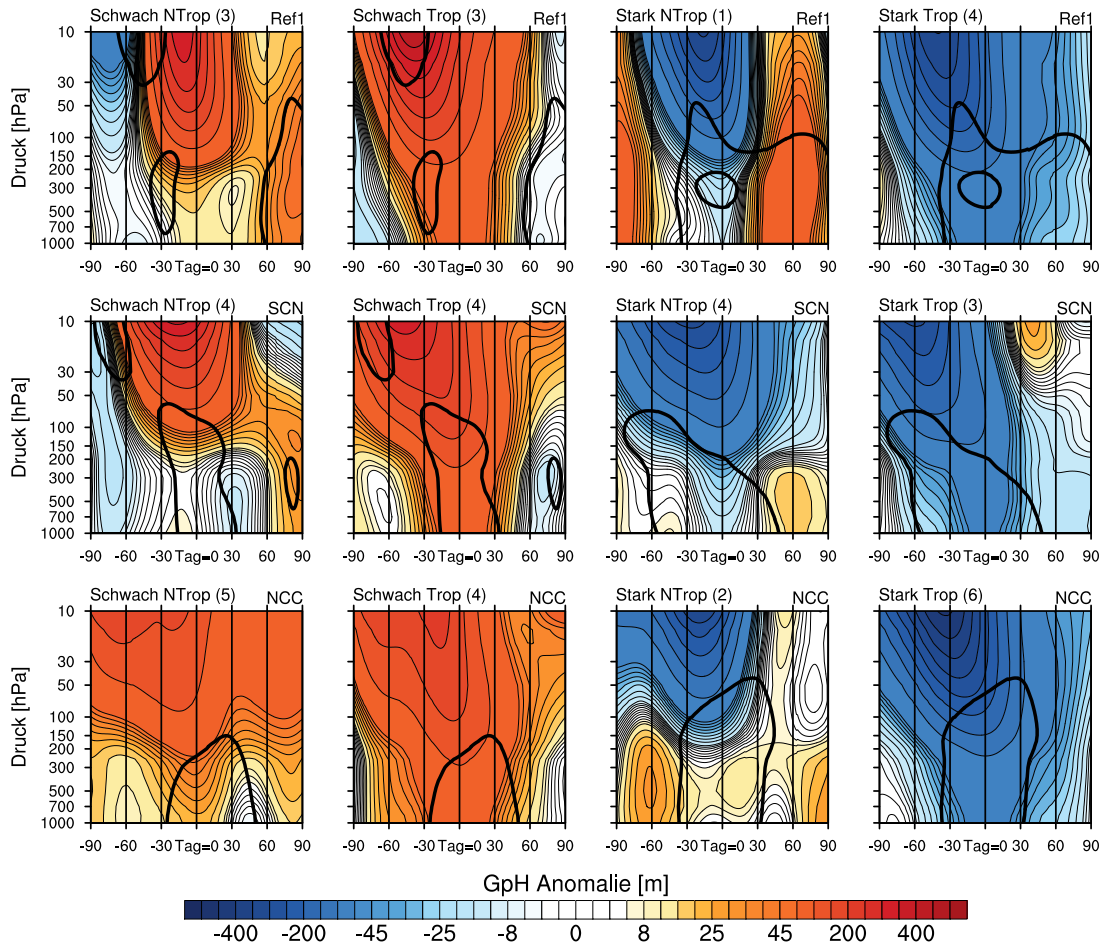 Schwach NTrop (3) Ref1 Schwach Trop (3) Ref1 Stark NTrop (1) Ref1 Stark Trop (4) Ref1
10
30
50
100
150
200
300
500
700
1000
Druck [hPa]
-90 -60 -30 Tag=0 30 60 90 -90 -60 -30 Tag=0 30 60 90 -90 -60 -30 Tag=0 30 60 90 -90 -60 -30 Tag=0 30 60 90
Schwach NTrop (4) SCN Schwach Trop (4) SCN Stark NTrop (4) SCN Stark Trop (3) SCN
10
30
50
100
150
200
300
500
700
1000
Druck [hPa]
-90 -60 -30 Tag=0 30 60 90 -90 -60 -30 Tag=0 30 60 90 -90 -60 -30 Tag=0 30 60 90 -90 -60 -30 Tag=0 30 60 90
Schwach NTrop (5) NCC Schwach Trop (4) NCC Stark NTrop (2) NCC Stark Trop (6) NCC
10
30
50
100
150
200
300
500
700
1000
Druck [hPa]
-90 -60 -30 Tag=0 30 60 90 -90 -60 -30 Tag=0 30 60 90 -90 -60 -30 Tag=0 30 60 90 -90 -60 -30 Tag=0 30 60 90
GpH Anomalie [m]
-400 -200 -45 -25 -8 0 8 25 45 200 400